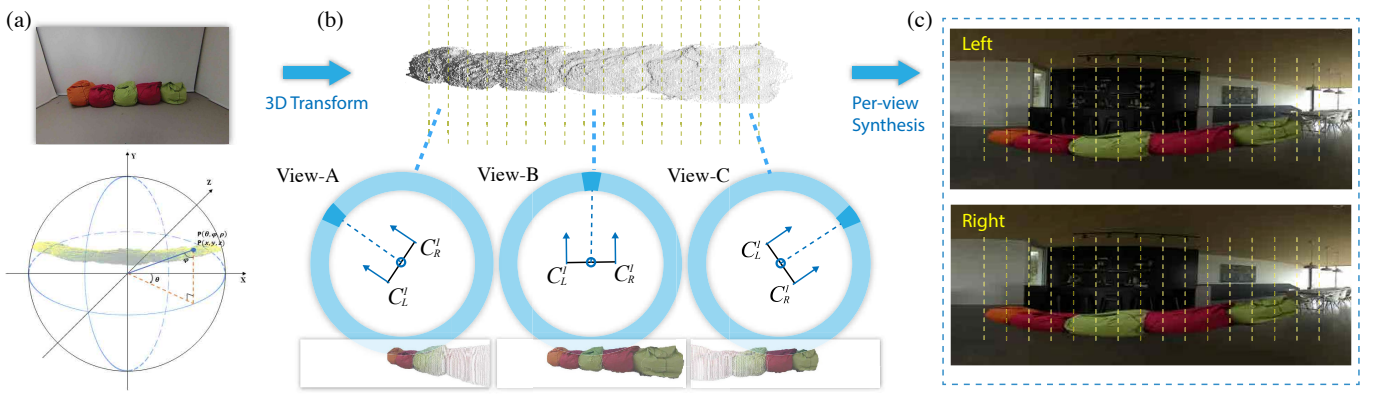 (a)
(b)
(c)
3D Transform
Per-view
Synthesis
Left
Right
View-A
View-B
View-C
C_R^l
C_L^l
C_L^l
C_R^l
C_L^l
C_R^l
Y
Z
P(θ,φ,ρ)
P(x,y,z)
φ
θ
X